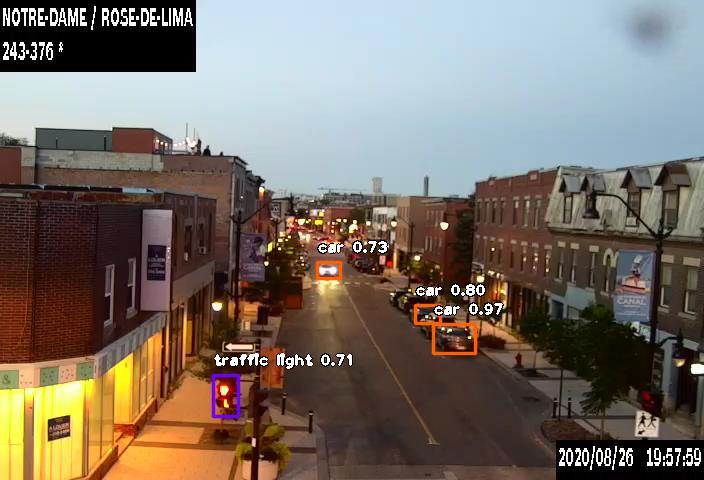 NOTRE-DAME / ROSE-DE-LIMA
243-376 *
car 0.73
car 0.80
car 0.97
traffic light 0.71
CANAL
A LOUER
2020/08/26 19:57:59